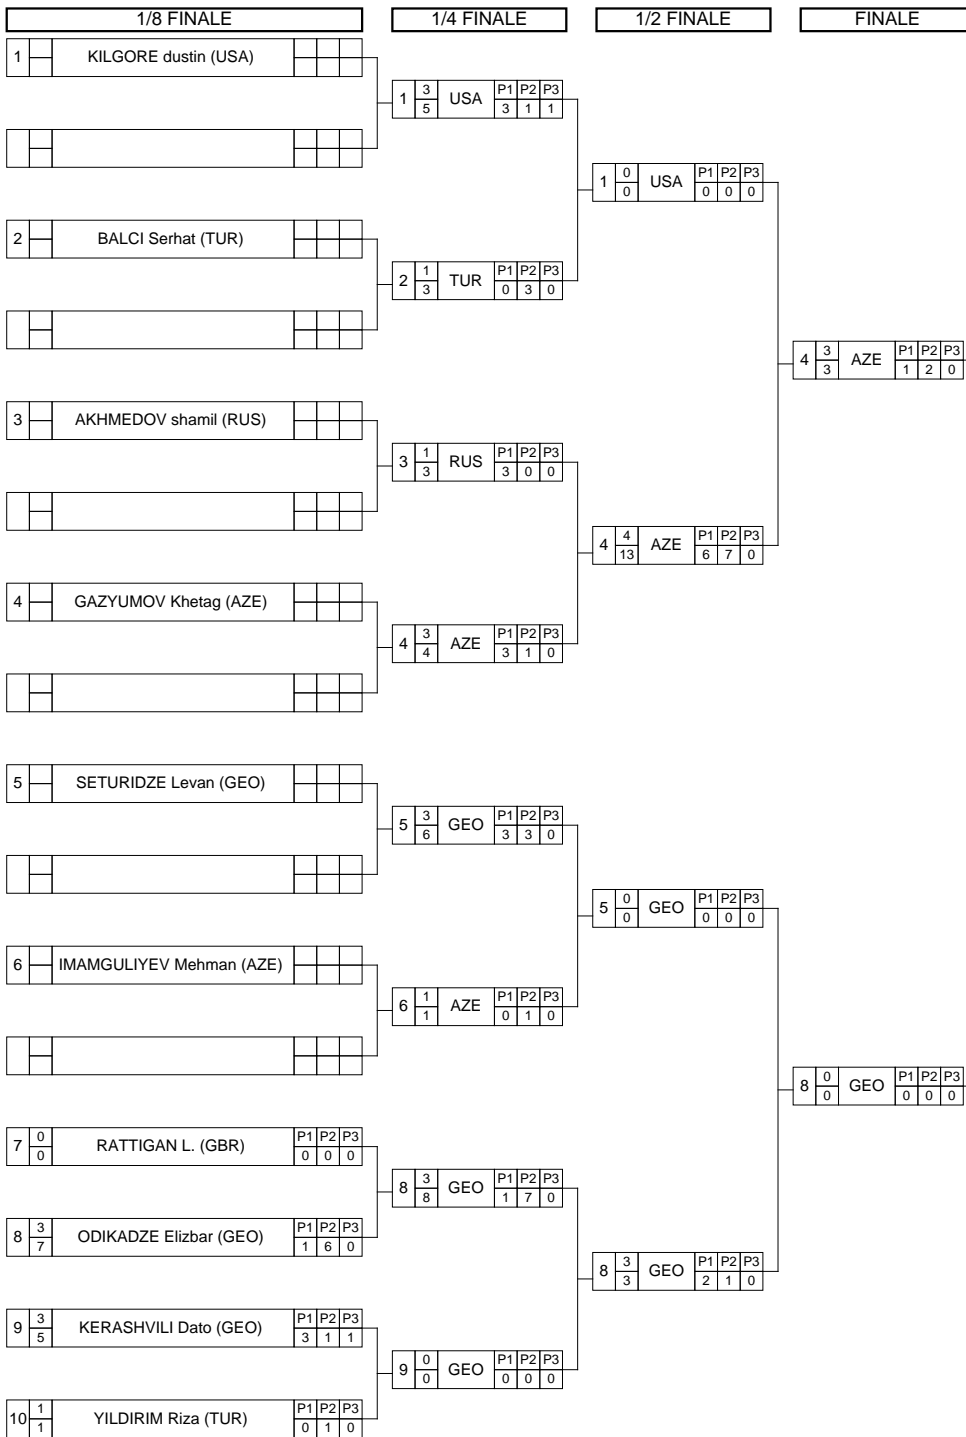 1/8 FINALE 1/4 FINALE 1/2 FINALE FINALE
1 KILGORE dustin (USA)
1 3 5 USA P1 P2 P3 3 1 1
1 0 0 USA P1 P2 P3 0 0 0
2 BALCI Serhat (TUR)
2 1 3 TUR P1 P2 P3 0 3 0
4 3 3 AZE P1 P2 P3 1 2 0
3 AKHMEDOV shamil (RUS)
3 1 3 RUS P1 P2 P3 3 0 0
4 4 13 AZE P1 P2 P3 6 7 0
4 GAZYUMOV Khetag (AZE)
4 3 4 AZE P1 P2 P3 3 1 0
5 SETURIDZE Levan (GEO)
5 3 6 GEO P1 P2 P3 3 3 0
5 0 0 GEO P1 P2 P3 0 0 0
6 IMAMGULIYEV Mehman (AZE)
6 1 1 AZE P1 P2 P3 0 1 0
8 0 0 GEO P1 P2 P3 0 0 0
7 0 0 RATTIGAN L. (GBR) P1 P2 P3 0 0 0
8 3 8 GEO P1 P2 P3 1 7 0
8 3 7 ODIKADZE Elizbar (GEO) P1 P2 P3 1 6 0
8 3 3 GEO P1 P2 P3 2 1 0
9 3 5 KERASHVILI Dato (GEO) P1 P2 P3 3 1 1
9 0 0 GEO P1 P2 P3 0 0 0
10 1 1 YILDIRIM Riza (TUR) P1 P2 P3 0 1 0